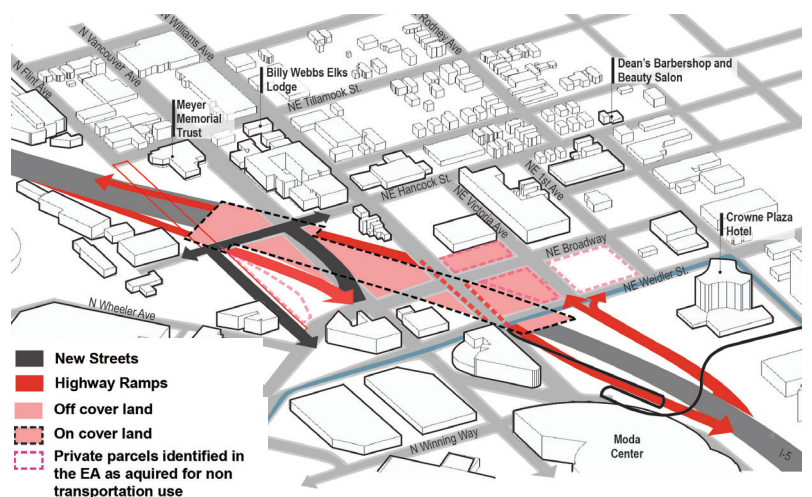 N Flint Ave
N Vancouver Ave
N Williams Ave
Rodney Ave
Billy Webbs Elks
Lodge
Meyer
Memorial
Trust
NE Tillamook St.
Dean's Barbershop and
Beauty Salon
NE Hancock St.
NE Victoria Ave
NE 1st Ave
Crowne Plaza
Hotel
NE Broadway
NE Weidler St.
N Wheeler Ave
New Streets
Highway Ramps
Off cover land
On cover land
Private parcels identified in
the EA as aquired for non
transportation use
N Winning Way
Moda
Center
I-5